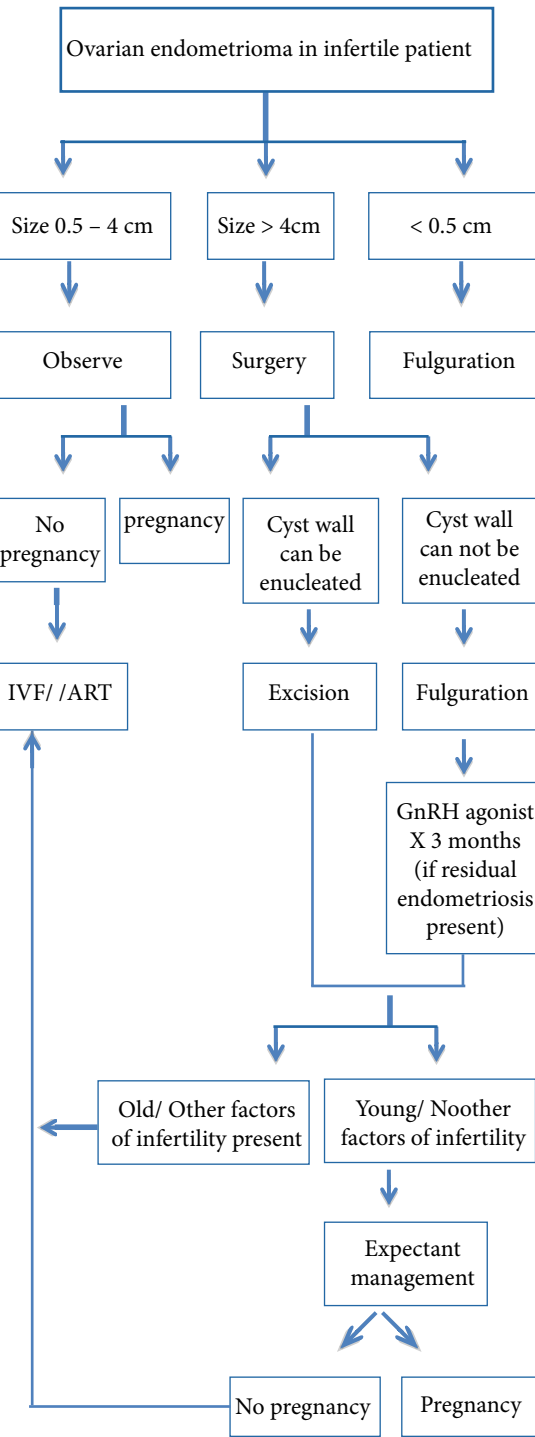 Ovarian endometrioma in infertile patient
Size 0.5 – 4 cm
Size > 4cm
< 0.5 cm
Observe
Surgery
Fulguration
No
pregnancy
pregnancy
Cyst wall
can be
enucleated
Cyst wall
can not be
enucleated
IVF/ /ART
Excision
Fulguration
GnRH agonist
X 3 months
(if residual
endometriosis
present)
Old/ Other factors
of infertility present
Young/ Noother
factors of infertility
Expectant
management
No pregnancy
Pregnancy